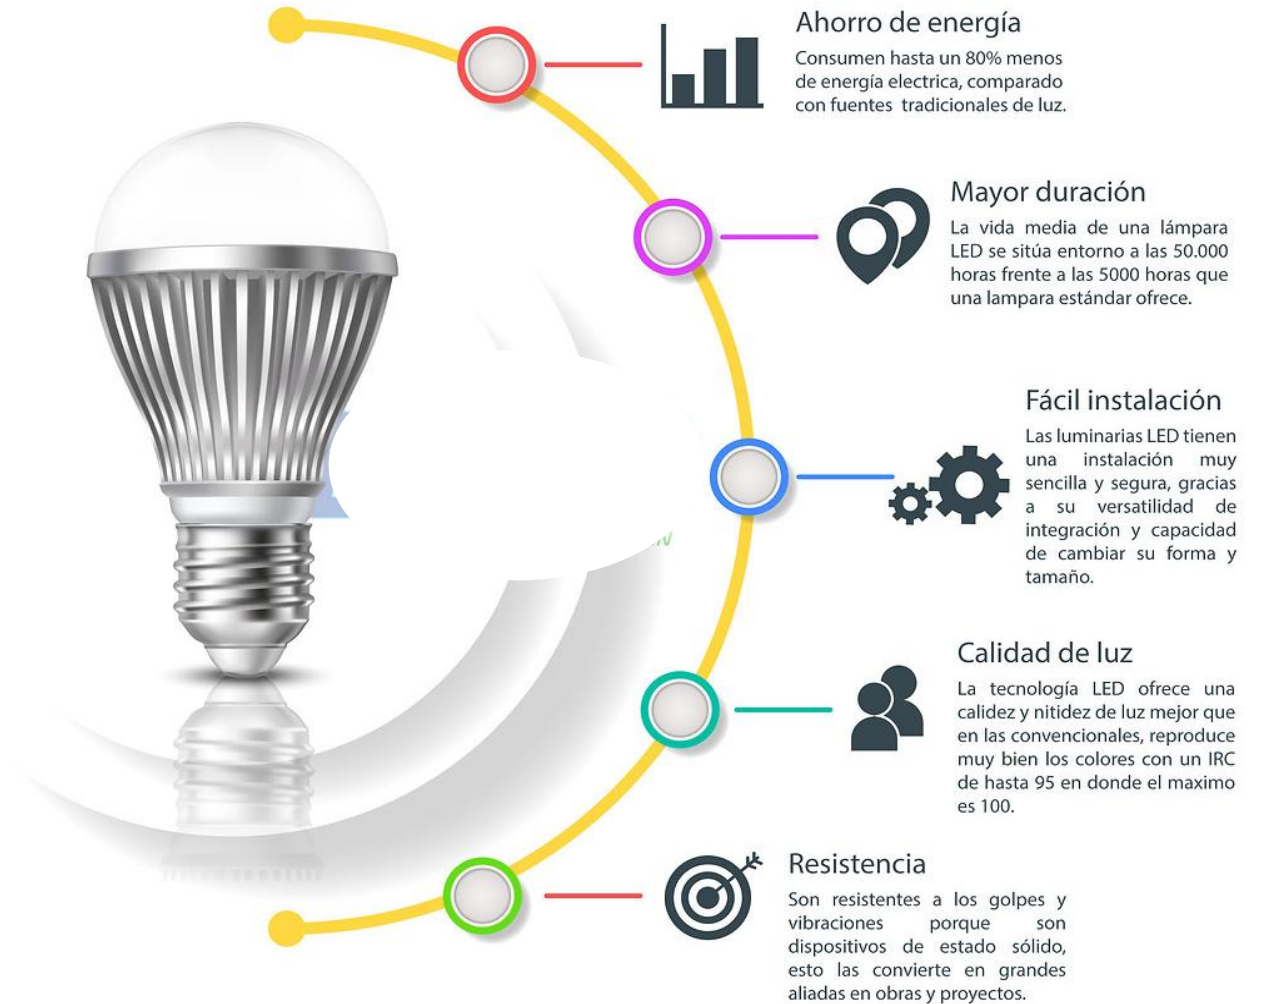 Ahorro de energía
Consumen hasta un 80% menos
de energía electrica, comparado
con fuentes tradicionales de luz.
Mayor duración
La vida media de una lámpara
LED se sitúa entorno a las 50.000
horas frente a las 5000 horas que
una lampara estándar ofrece.
Fácil instalación
Las luminarias LED tienen
una instalación muy
sencilla y segura, gracias
a su versatilidad de
integración y capacidad
de cambiar su forma y
tamaño.
Calidad de luz
La tecnología LED ofrece una
calidez y nitidez de luz mejor que
en las convencionales, reproduce
muy bien los colores con un IRC
de hasta 95 en donde el maximo
es 100.
Resistencia
Son resistentes a los golpes y
vibraciones porque son
dispositivos de estado sólido,
esto las convierte en grandes
aliadas en obras y proyectos.